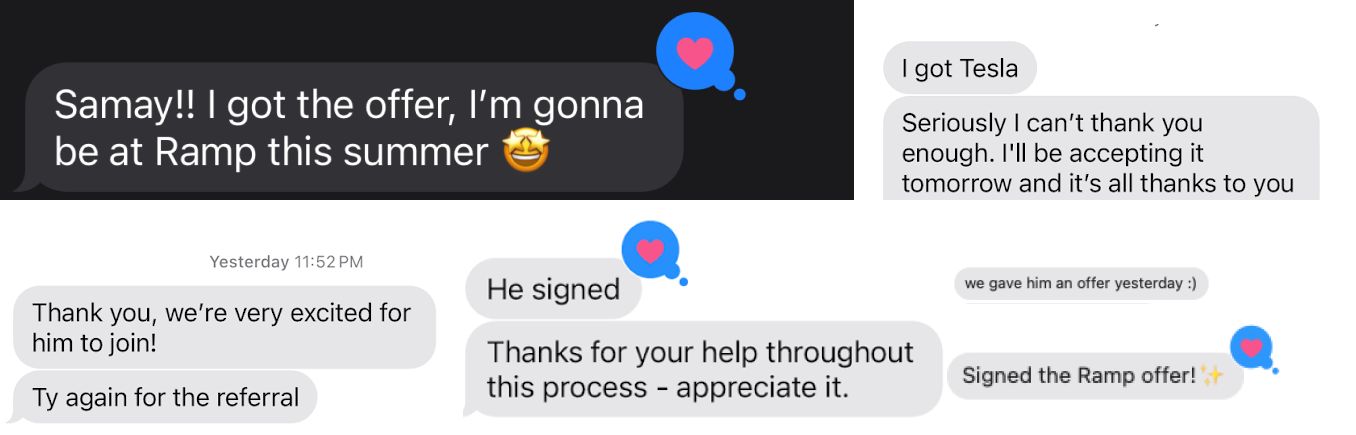 Samay!! I got the offer, I’m gonna
be at Ramp this summer 🤩
I got Tesla
Seriously I can’t thank you
enough. I'll be accepting it
tomorrow and it’s all thanks to you
Yesterday 11:52 PM
Thank you, we’re very excited for
him to join!
Ty again for the referral
He signed
Thanks for your help throughout
this process - appreciate it.
we gave him an offer yesterday :)
Signed the Ramp offer!✨